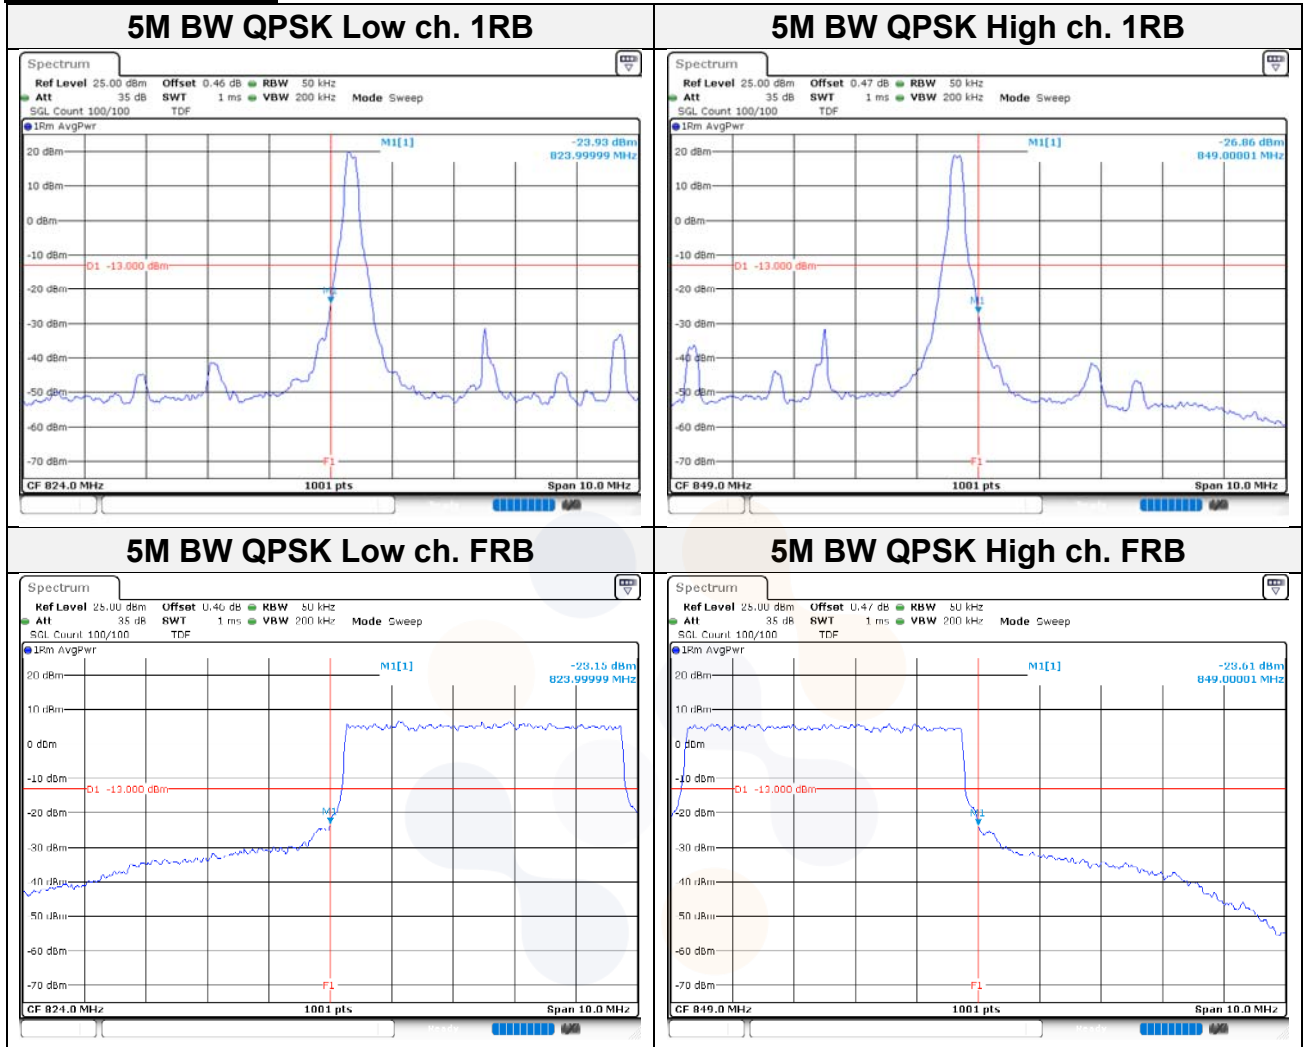 5M BW QPSK Low ch. 1RB
Spectrum
Ref Level 25.00 dBm Offset 0.46 dB RBW 50 kHz
Att 35 dB SWT 1 ms VBW 200 kHz Mode Sweep
SGL Count 100/100 TDF
1Rm AvgPwr
M1[1] -23.93 dBm
823.99999 MHz
20 dBm
10 dBm
0 dBm
-10 dBm
D1 -13.000 dBm
-20 dBm
M1
-30 dBm
-40 dBm
-50 dBm
-60 dBm
-70 dBm
F1
CF 824.0 MHz 1001 pts Span 10.0 MHz
5M BW QPSK High ch. 1RB
Spectrum
Ref Level 25.00 dBm Offset 0.47 dB RBW 50 kHz
Att 35 dB SWT 1 ms VBW 200 kHz Mode Sweep
SGL Count 100/100 TDF
1Rm AvgPwr
M1[1] -26.86 dBm
849.00001 MHz
20 dBm
10 dBm
0 dBm
-10 dBm
D1 -13.000 dBm
-20 dBm
M1
-30 dBm
-40 dBm
-50 dBm
-60 dBm
-70 dBm
F1
CF 849.0 MHz 1001 pts Span 10.0 MHz
5M BW QPSK Low ch. FRB
Spectrum
Ref Level 25.00 dBm Offset 0.46 dB RBW 50 kHz
Att 35 dB SWT 1 ms VBW 200 kHz Mode Sweep
SGL Count 100/100 TDF
1Rm AvgPwr
M1[1] -23.15 dBm
823.99999 MHz
20 dBm
10 dBm
0 dBm
-10 dBm
D1 -13.000 dBm
-20 dBm
M1
-30 dBm
-40 dBm
-50 dBm
-60 dBm
-70 dBm
F1
CF 824.0 MHz 1001 pts Span 10.0 MHz
5M BW QPSK High ch. FRB
Spectrum
Ref Level 25.00 dBm Offset 0.47 dB RBW 50 kHz
Att 35 dB SWT 1 ms VBW 200 kHz Mode Sweep
SGL Count 100/100 TDF
1Rm AvgPwr
M1[1] -23.61 dBm
849.00001 MHz
20 dBm
10 dBm
0 dBm
-10 dBm
D1 -13.000 dBm
-20 dBm
M1
-30 dBm
-40 dBm
-50 dBm
-60 dBm
-70 dBm
F1
CF 849.0 MHz 1001 pts Span 10.0 MHz